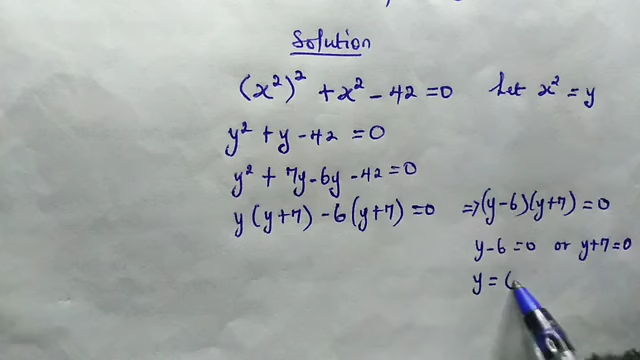 Solution
(x²)² + x² - 42 = 0 Let x² = y
y² + y - 42 = 0
y² + 7y - 6y - 42 = 0
y(y+7) - 6(y+7) = 0 ⇒ (y-6)(y+7) = 0
y-6 = 0 or y+7 = 0
y =